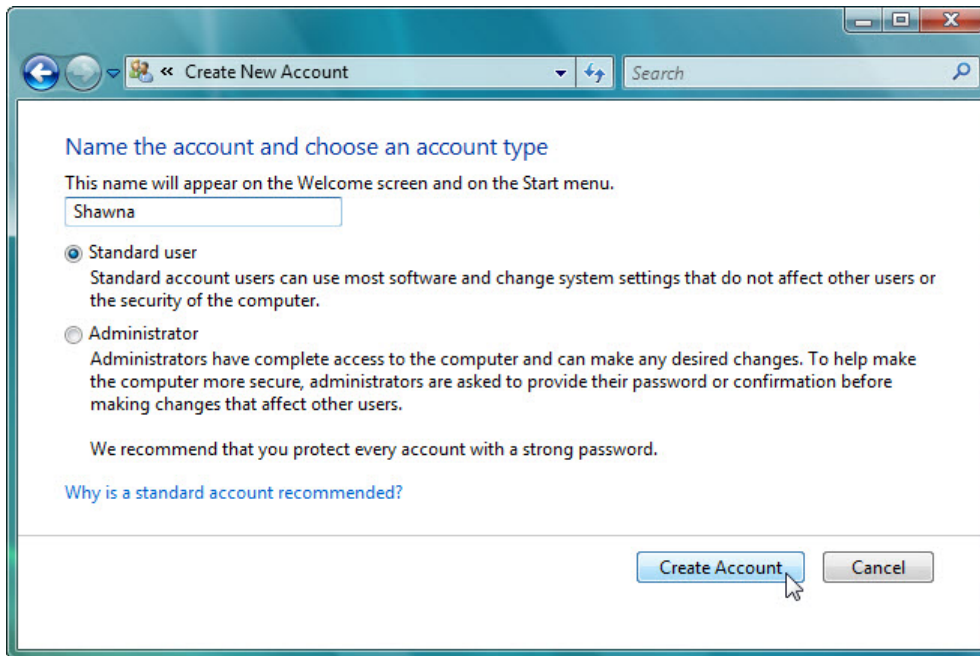 « Create New Account
Search
Name the account and choose an account type
This name will appear on the Welcome screen and on the Start menu.
Shawna
Standard user
Standard account users can use most software and change system settings that do not affect other users or
the security of the computer.
Administrator
Administrators have complete access to the computer and can make any desired changes. To help make
the computer more secure, administrators are asked to provide their password or confirmation before
making changes that affect other users.
We recommend that you protect every account with a strong password.
Why is a standard account recommended?
Create Account
Cancel